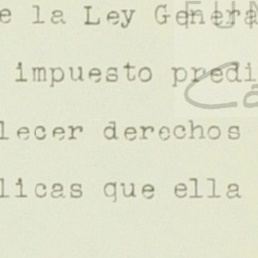 e la Ley Genera
impuesto predi
lecer derechos
licas que ella